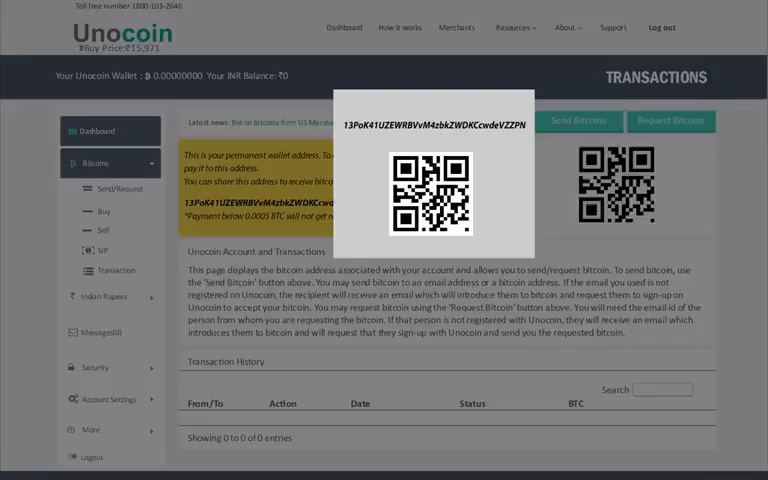 Toll free number 1800-103-2646
Unocoin
Dashboard How it works Merchants Resources About Support Log out
฿Buy Price:₹15,971
Your Unocoin Wallet : ฿ 0.00000000 Your INR Balance: ₹0
TRANSACTIONS
Dashboard
Bitcoins
Send/Request
Buy
Sell
SIP
Transaction
Indian Rupees
Messages(0)
Security
Account Settings
More
Logout
Latest news: Bid on bitcoins from US
Send Bitcoins Request Bitcoins
13PoK41UZEWRBVvM4zbkZWDKCcwdeVZZPN
This is your permanent wallet address. To
pay it to this address.
You can share this address to receive
13PoK41UZEWRBVvM4zbkZWDKCcwd
*Payment below 0.0005 BTC will not get
Unocoin Account and Transactions
This page displays the bitcoin address associated with your account and allows you to send/request bitcoin. To send bitcoin, use
the 'Send Bitcoin' button above. You may send bitcoin to an email address or a bitcoin address. If the email you used is not
registered on Unocoin, the recipient will receive an email which will introduce them to bitcoin and request them to sign-up on
Unocoin to accept your bitcoin. You may request bitcoin using the 'Request Bitcoin' button above. You will need the email id of the
person from whom you are requesting the bitcoin. If that person is not registered with Unocoin, they will receive an email which
introduces them to bitcoin and will request that they sign-up with Unocoin and send you the requested bitcoin.
Transaction History
Search
From/To Action Date Status BTC
Showing 0 to 0 of 0 entries